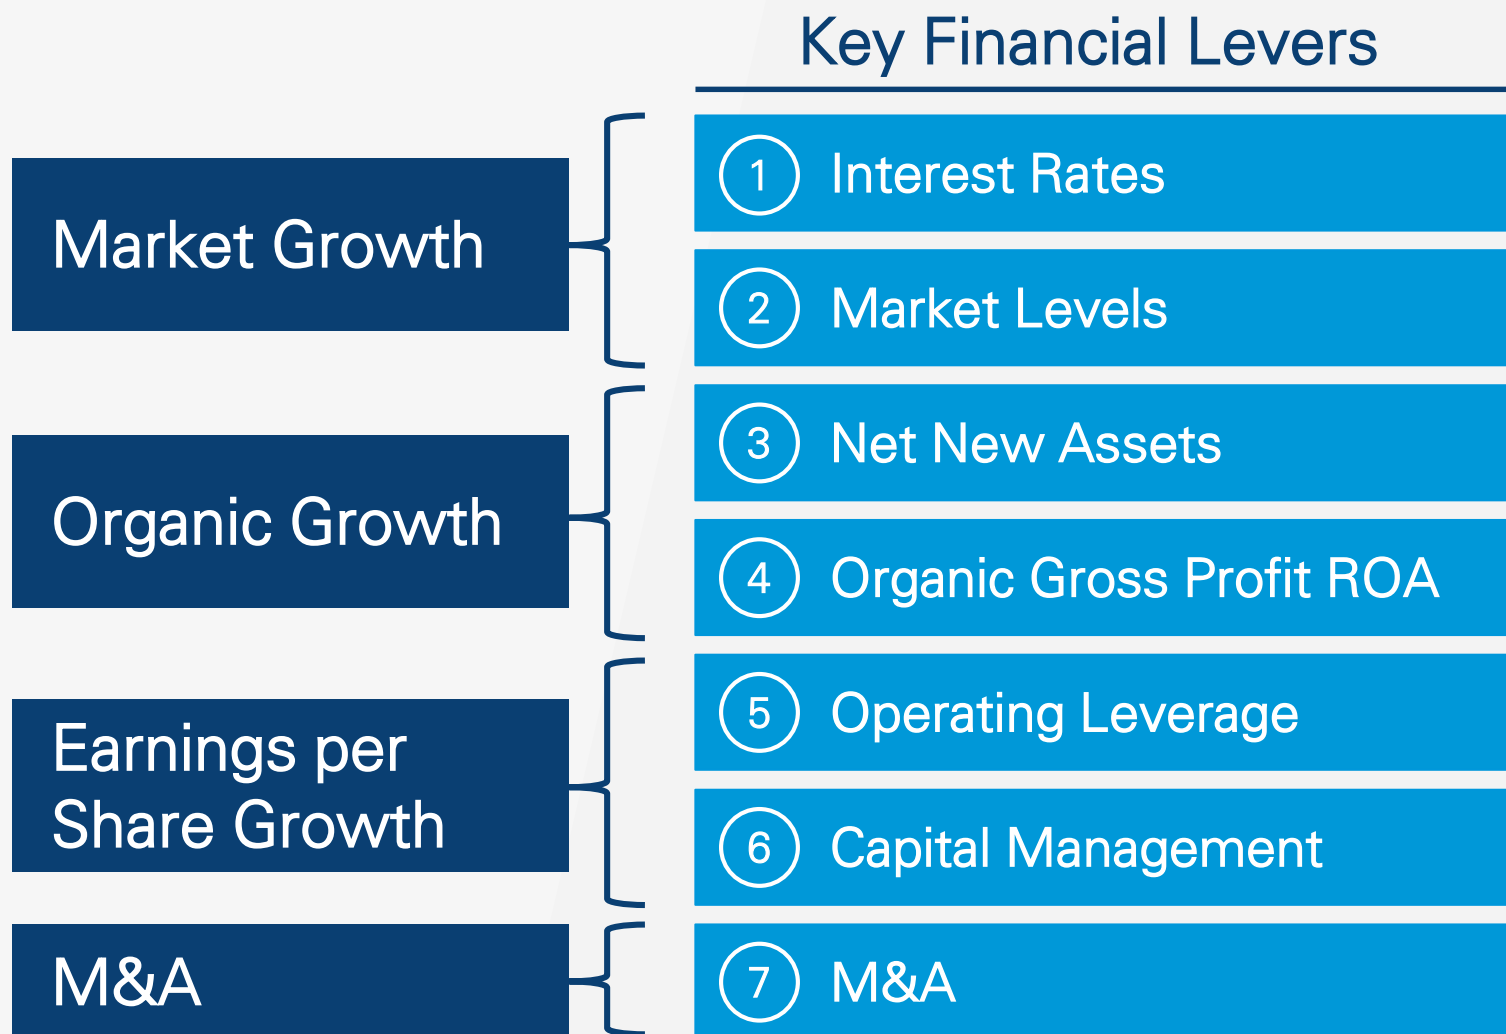 Key Financial Levers
Market Growth
1 Interest Rates
2 Market Levels
Organic Growth
3 Net New Assets
4 Organic Gross Profit ROA
Earnings per
Share Growth
5 Operating Leverage
6 Capital Management
M&A
7 M&A